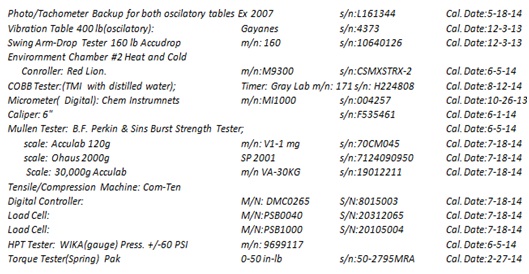 Photo/Tachometer Backup for both oscilatory tables Ex 2007 s/n:L161344 Cal.Date:5-18-14
Vibration Table 400 lb(oscilatory): Gaynes s/n:4373 Cal.Date:12-3-13
Swing Arm-Drop Tester 160 lb Accudrop m/n: 160 s/n:10640126 Cal.Date:12-3-13
Envirornment Chamber #2 Heat and Cold
Conroller: Red Lion. m/n:M9300 s/n:CSMXSTRX-2 Cal.Date:6-5-14
COBB Tester:(TMI with distilled water); Timer: Gray Lab m/n: 171 s/n: H224808 Cal.Date:8-12-14
Micrometer( Digital): Chem Instrumnets m/n:MI1000 s/n:004257 Cal.Date:10-26-13
Caliper: 6" s/n:F535461 Cal.Date:6-1-14
Mullen Tester: B.F. Perkin & Sins Burst Strength Tester; Cal.Date:6-5-14
scale: Acculab 120g m/n: V1-1 mg s/n:70CM045 Cal.Date:7-18-14
scale: Ohaus 2000g SP 2001 s/n:7124090950 Cal.Date:7-18-14
Scale: 30,000g Acculab m/n VA-30KG s/n:19012211 Cal.Date:7-18-14
Tensile/Compression Machine: Com-Ten
Digital Controller: M/N: DMC0265 S/N:8015003 Cal.Date:7-18-14
Load Cell: M/N:PSB0040 S/N:20312065 Cal.Date:7-18-14
Load Cell: M/N:PSB1000 S/N:20105004 Cal.Date:7-18-14
HPT Tester: WIKA(gauge) Press. +/-60 PSI m/n: 9699117 Cal.Date:6-5-14
Torque Tester(Spring) Pak 0-50 in-lb s/n:50-2795MRA Cal.Date:2-27-14